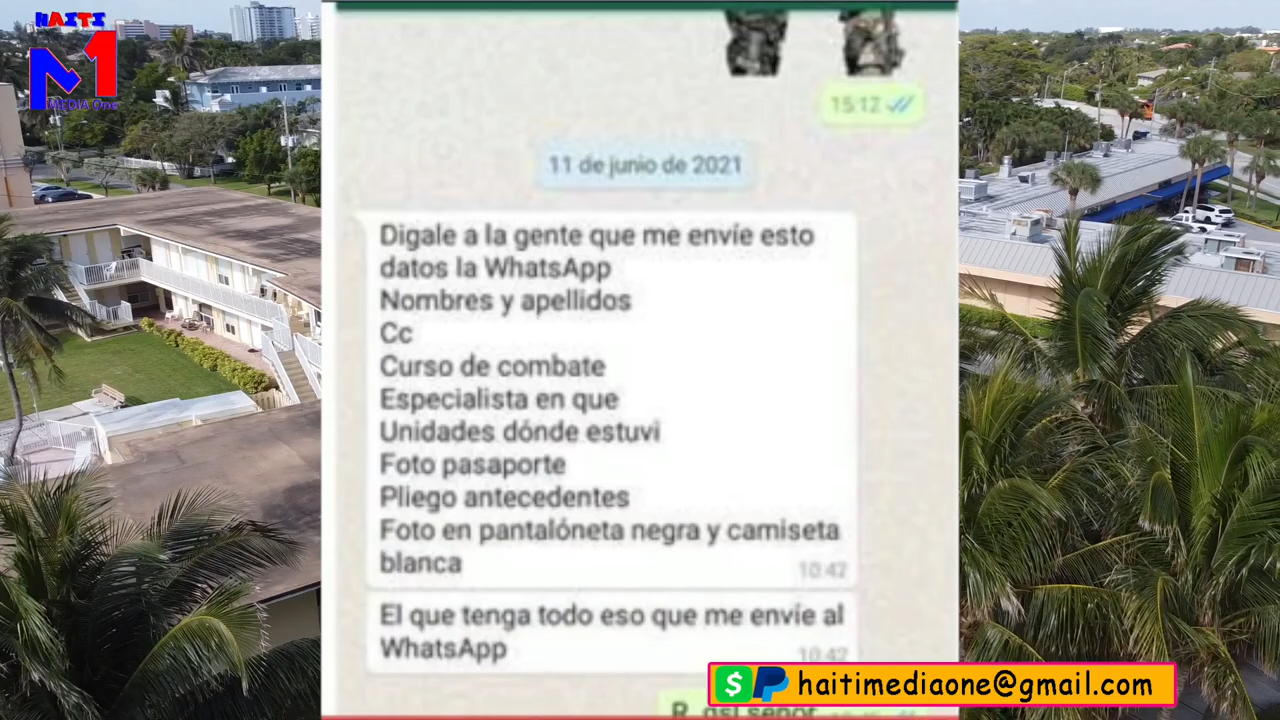 HAITI
M1
MEDIA One
15:12
11 de junio de 2021
Digale a la gente que me envíe esto
datos la WhatsApp
Nombres y apellidos
Cc
Curso de combate
Especialista en que
Unidades dónde estuvi
Foto pasaporte
Pliego antecedentes
Foto en pantalóneta negra y camiseta
blanca
10:42
El que tenga todo eso que me envíe al
WhatsApp
10:42
R. así señor
$ P haitimediaone@gmail.com